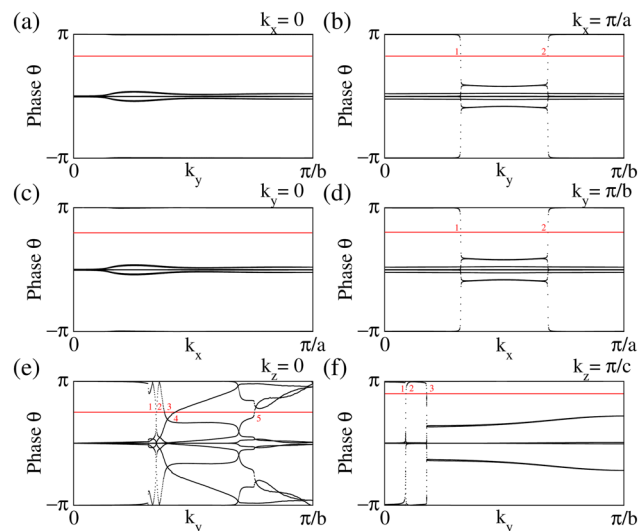 (a) k_x=0
π
Phase θ
−π
0 k_y π/b
(b) k_x=π/a
1 2
0 k_y π/b
(c) k_y=0
π
Phase θ
−π
0 k_x π/a
(d) k_y=π/b
π
Phase θ
−π
1 2
0 k_x π/a
(e) k_z=0
π
Phase θ
−π
1 2 3
4 5
0 k_y π/b
(f) k_z=π/c
π
Phase θ
−π
1 2 3
0 k_y π/b